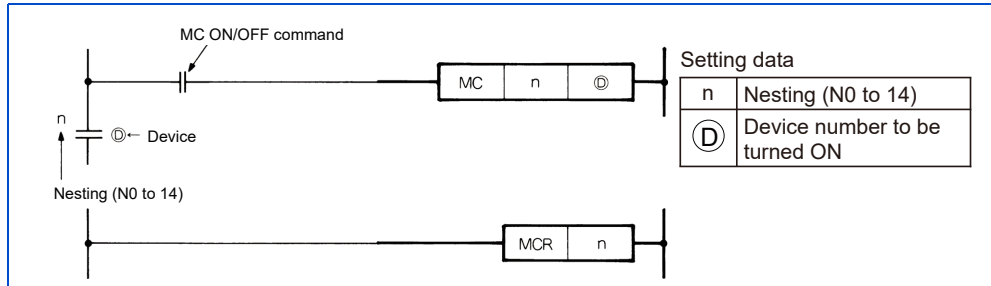 MC ON/OFF command
MC n Ⓓ
n
Ⓓ← Device
Nesting (N0 to 14)
MCR n
Setting data
n Nesting (N0 to 14)
Ⓓ Device number to be
turned ON